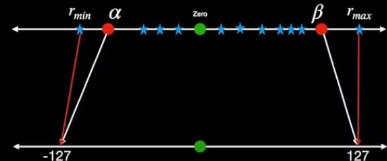 r_min α Zero β r_max
-127 127